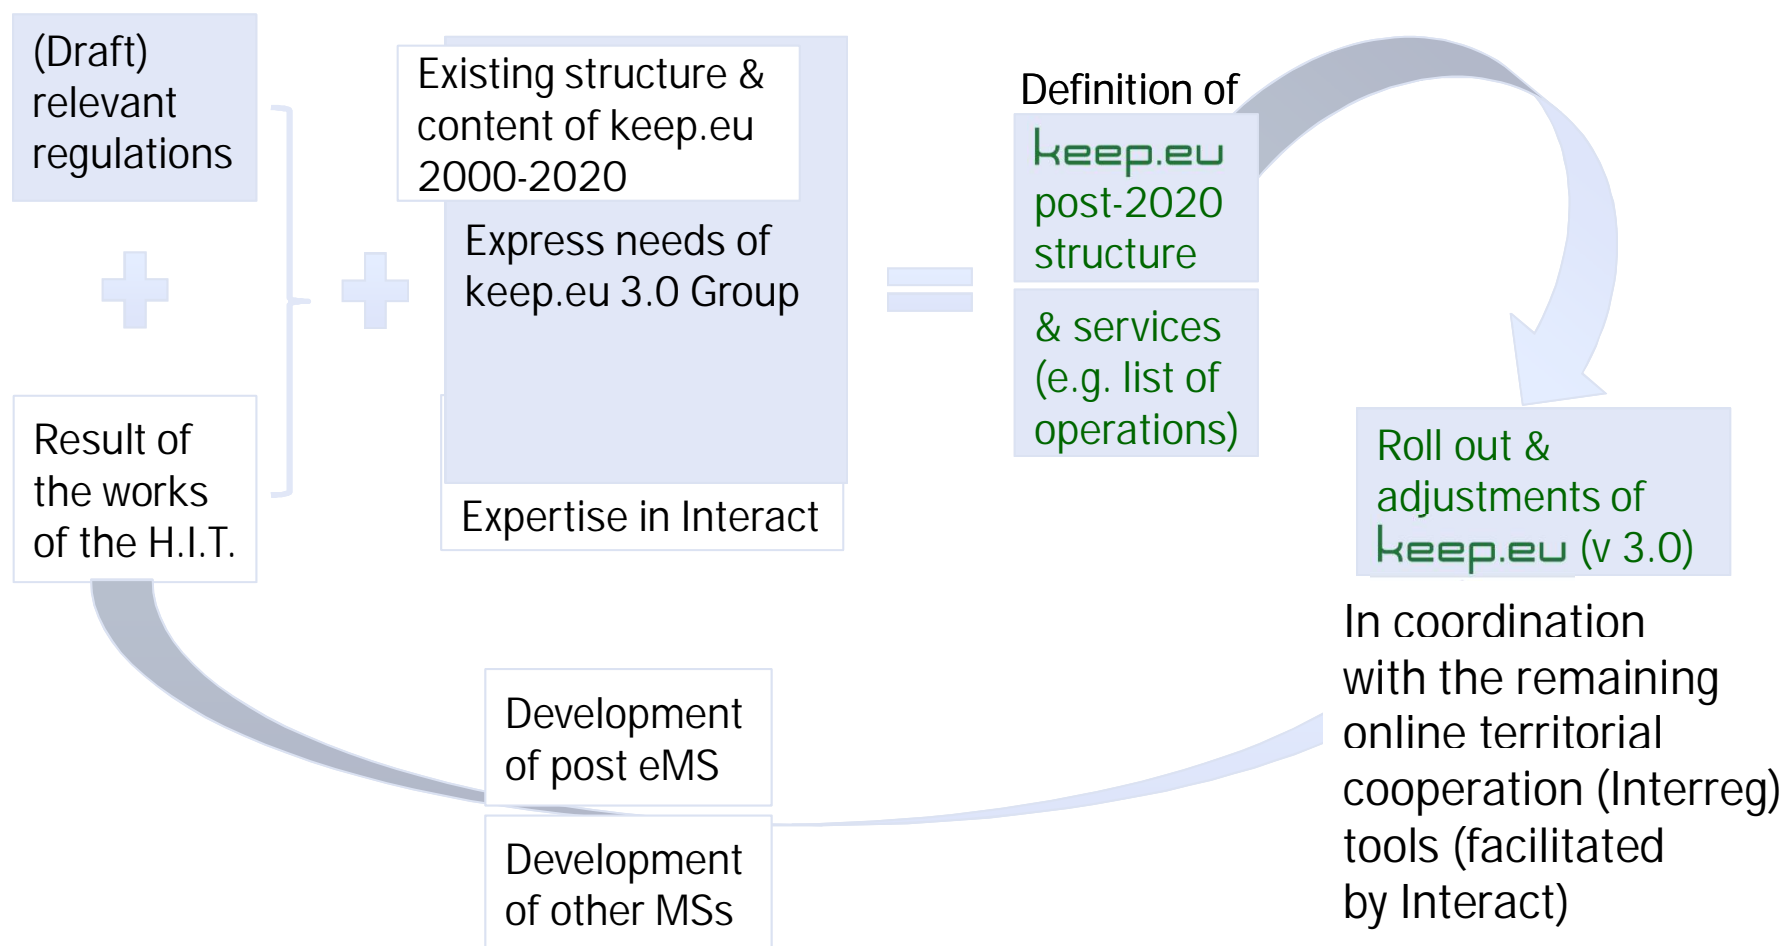 (Draft)
relevant
regulations
Result of
the works
of the H.I.T.
Existing structure &
content of keep.eu
2000-2020
Express needs of
keep.eu 3.0 Group
Expertise in Interact
Definition of
keep.eu
post-2020
structure
& services
(e.g. list of
operations)
Roll out &
adjustments of
keep.eu (v 3.0)
In coordination
with the remaining
online territorial
cooperation (Interreg)
tools (facilitated
by Interact)
Development
of post eMS
Development
of other MSs